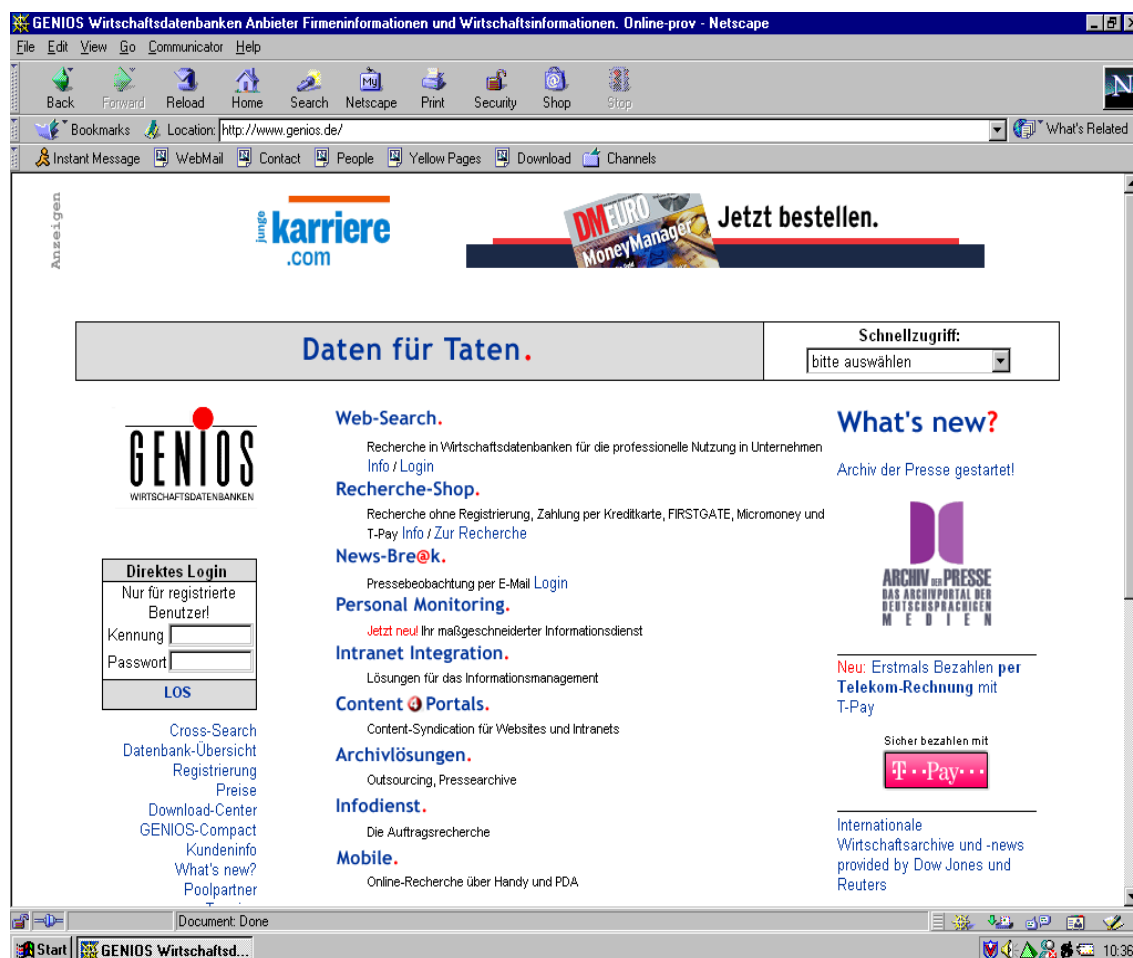 GENIOS Wirtschaftsdatenbanken Anbieter Firmeninformationen und Wirtschaftsinformationen. Online-prov - Netscape
File Edit View Go Communicator Help
My
N
Back Forward Reload Home Search Netscape Print Security Shop Stop
Bookmarks Location: http://www.genios.de/ What's Related
Instant Message WebMail Contact People Yellow Pages Download Channels
Anzeigen
junge karriere
.com
DMEURO
MoneyManager
Jetzt bestellen.
Daten für Taten.
Schnellzugriff:
bitte auswählen
GENIOS
WIRTSCHAFTSDATENBANKEN
Direktes Login
Nur für registrierte
Benutzer!
Kennung
Passwort
LOS
Cross-Search
Datenbank-Übersicht
Registrierung
Preise
Download-Center
GENIOS-Compact
Kundeninfo
What's new?
Poolpartner
Web-Search.
Recherche in Wirtschaftsdatenbanken für die professionelle Nutzung in Unternehmen
Info / Login
Recherche-Shop.
Recherche ohne Registrierung, Zahlung per Kreditkarte, FIRSTGATE, Micromoney und
T-Pay Info / Zur Recherche
News-Bre@k.
Pressebeobachtung per E-Mail Login
Personal Monitoring.
Jetzt neu! Ihr maßgeschneiderter Informationsdienst
Intranet Integration.
Lösungen für das Informationsmanagement
Content 4 Portals.
Content-Syndication für Websites und Intranets
Archivlösungen.
Outsourcing, Pressearchive
Infodienst.
Die Auftragsrecherche
Mobile.
Online-Recherche über Handy und PDA
What's new?
Archiv der Presse gestartet!
ARCHIV DER PRESSE
DAS ARCHIVPORTAL DER
DEUTSCHSPRACHIGEN
MEDIEN
Neu: Erstmals Bezahlen per
Telekom-Rechnung mit
T-Pay
Sicher bezahlen mit
T··Pay···
Internationale
Wirtschaftsarchive und -news
provided by Dow Jones und
Reuters
Document: Done
Start GENIOS Wirtschaftsd... 10:36